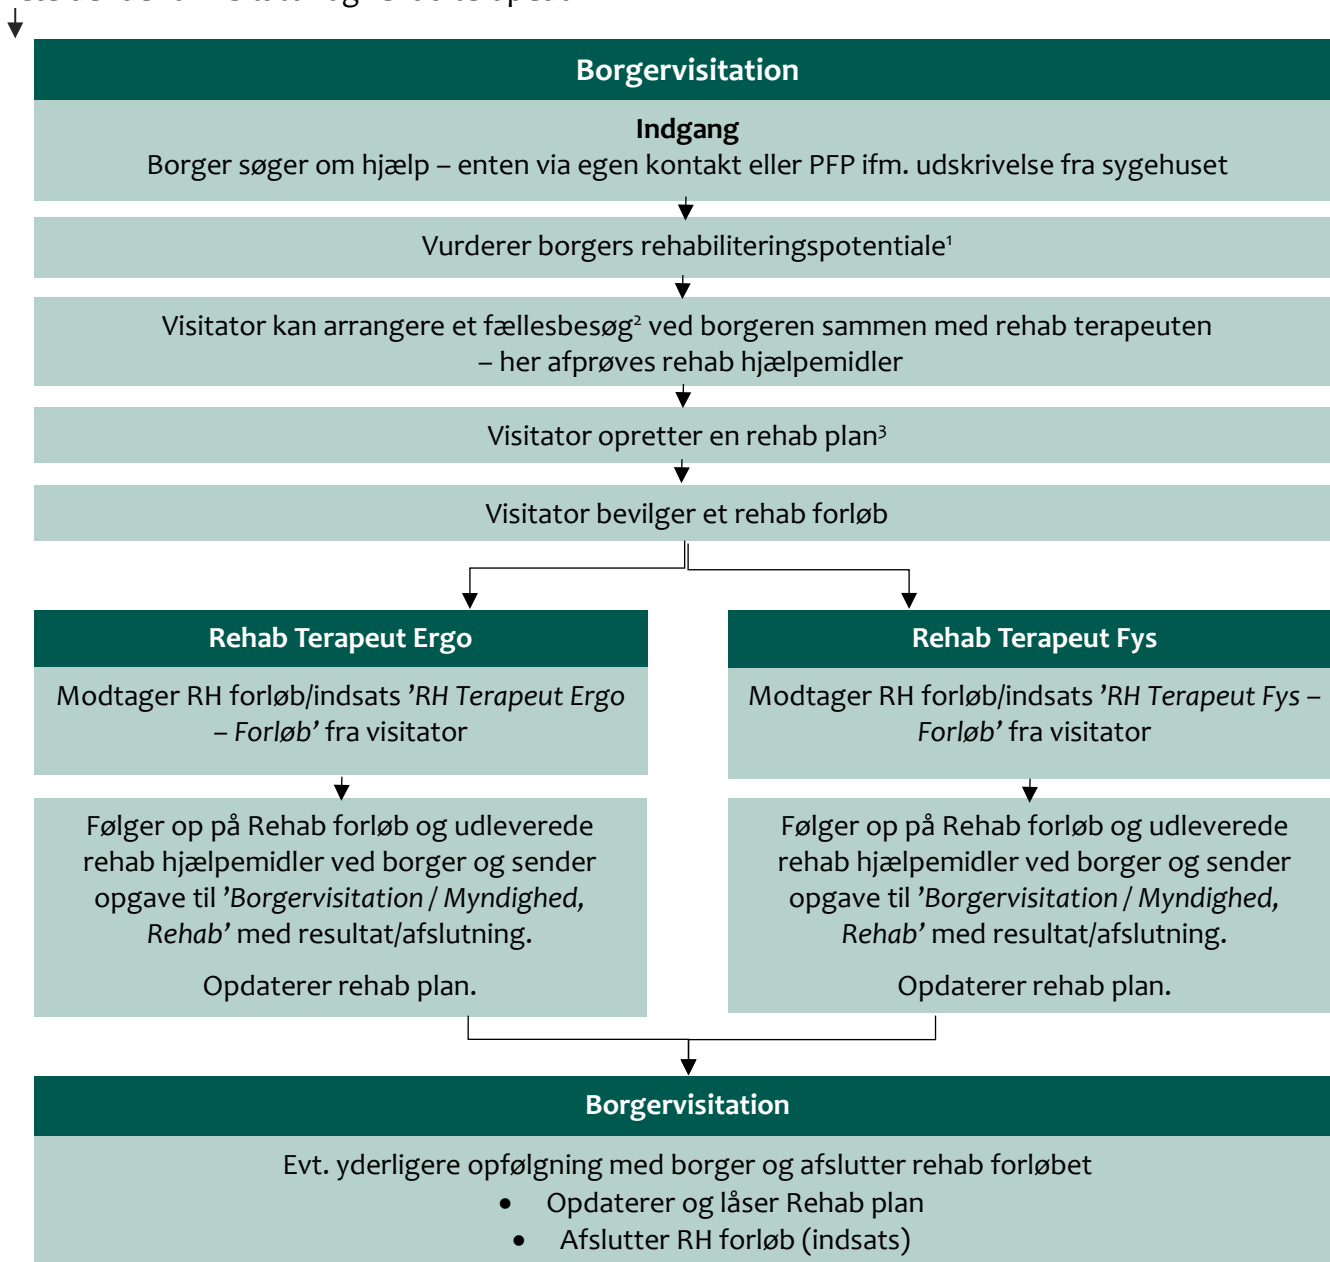 Borgervisitation
Indgang
Borger søger om hjælp – enten via egen kontakt eller PFP ifm. udskrivelse fra sygehuset
Vurderer borgers rehabiliteringspotentiale¹
Visitator kan arrangere et fællesbesøg² ved borgeren sammen med rehab terapeuten
– her afprøves rehab hjælpemidler
Visitator opretter en rehab plan³
Visitator bevilger et rehab forløb
Rehab Terapeut Ergo
Modtager RH forløb/indsats ’RH Terapeut Ergo
– Forløb’ fra visitator
Følger op på Rehab forløb og udleverede
rehab hjælpemidler ved borger og sender
opgave til ’Borgervisitation / Myndighed,
Rehab’ med resultat/afslutning.
Opdaterer rehab plan.
Rehab Terapeut Fys
Modtager RH forløb/indsats ’RH Terapeut Fys –
Forløb’ fra visitator
Følger op på Rehab forløb og udleverede
rehab hjælpemidler ved borger og sender
opgave til ’Borgervisitation / Myndighed,
Rehab’ med resultat/afslutning.
Opdaterer rehab plan.
Borgervisitation
Evt. yderligere opfølgning med borger og afslutter rehab forløbet
• Opdaterer og låser Rehab plan
• Afslutter RH forløb (indsats)